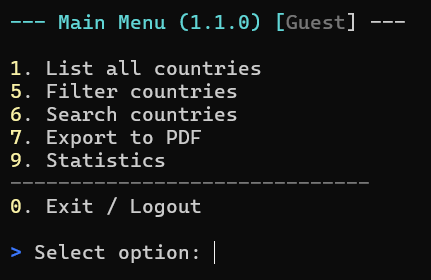 --- Main Menu (1.1.0) [Guest] ---
1. List all countries
5. Filter countries
6. Search countries
7. Export to PDF
9. Statistics
------------------------------
0. Exit / Logout
> Select option: